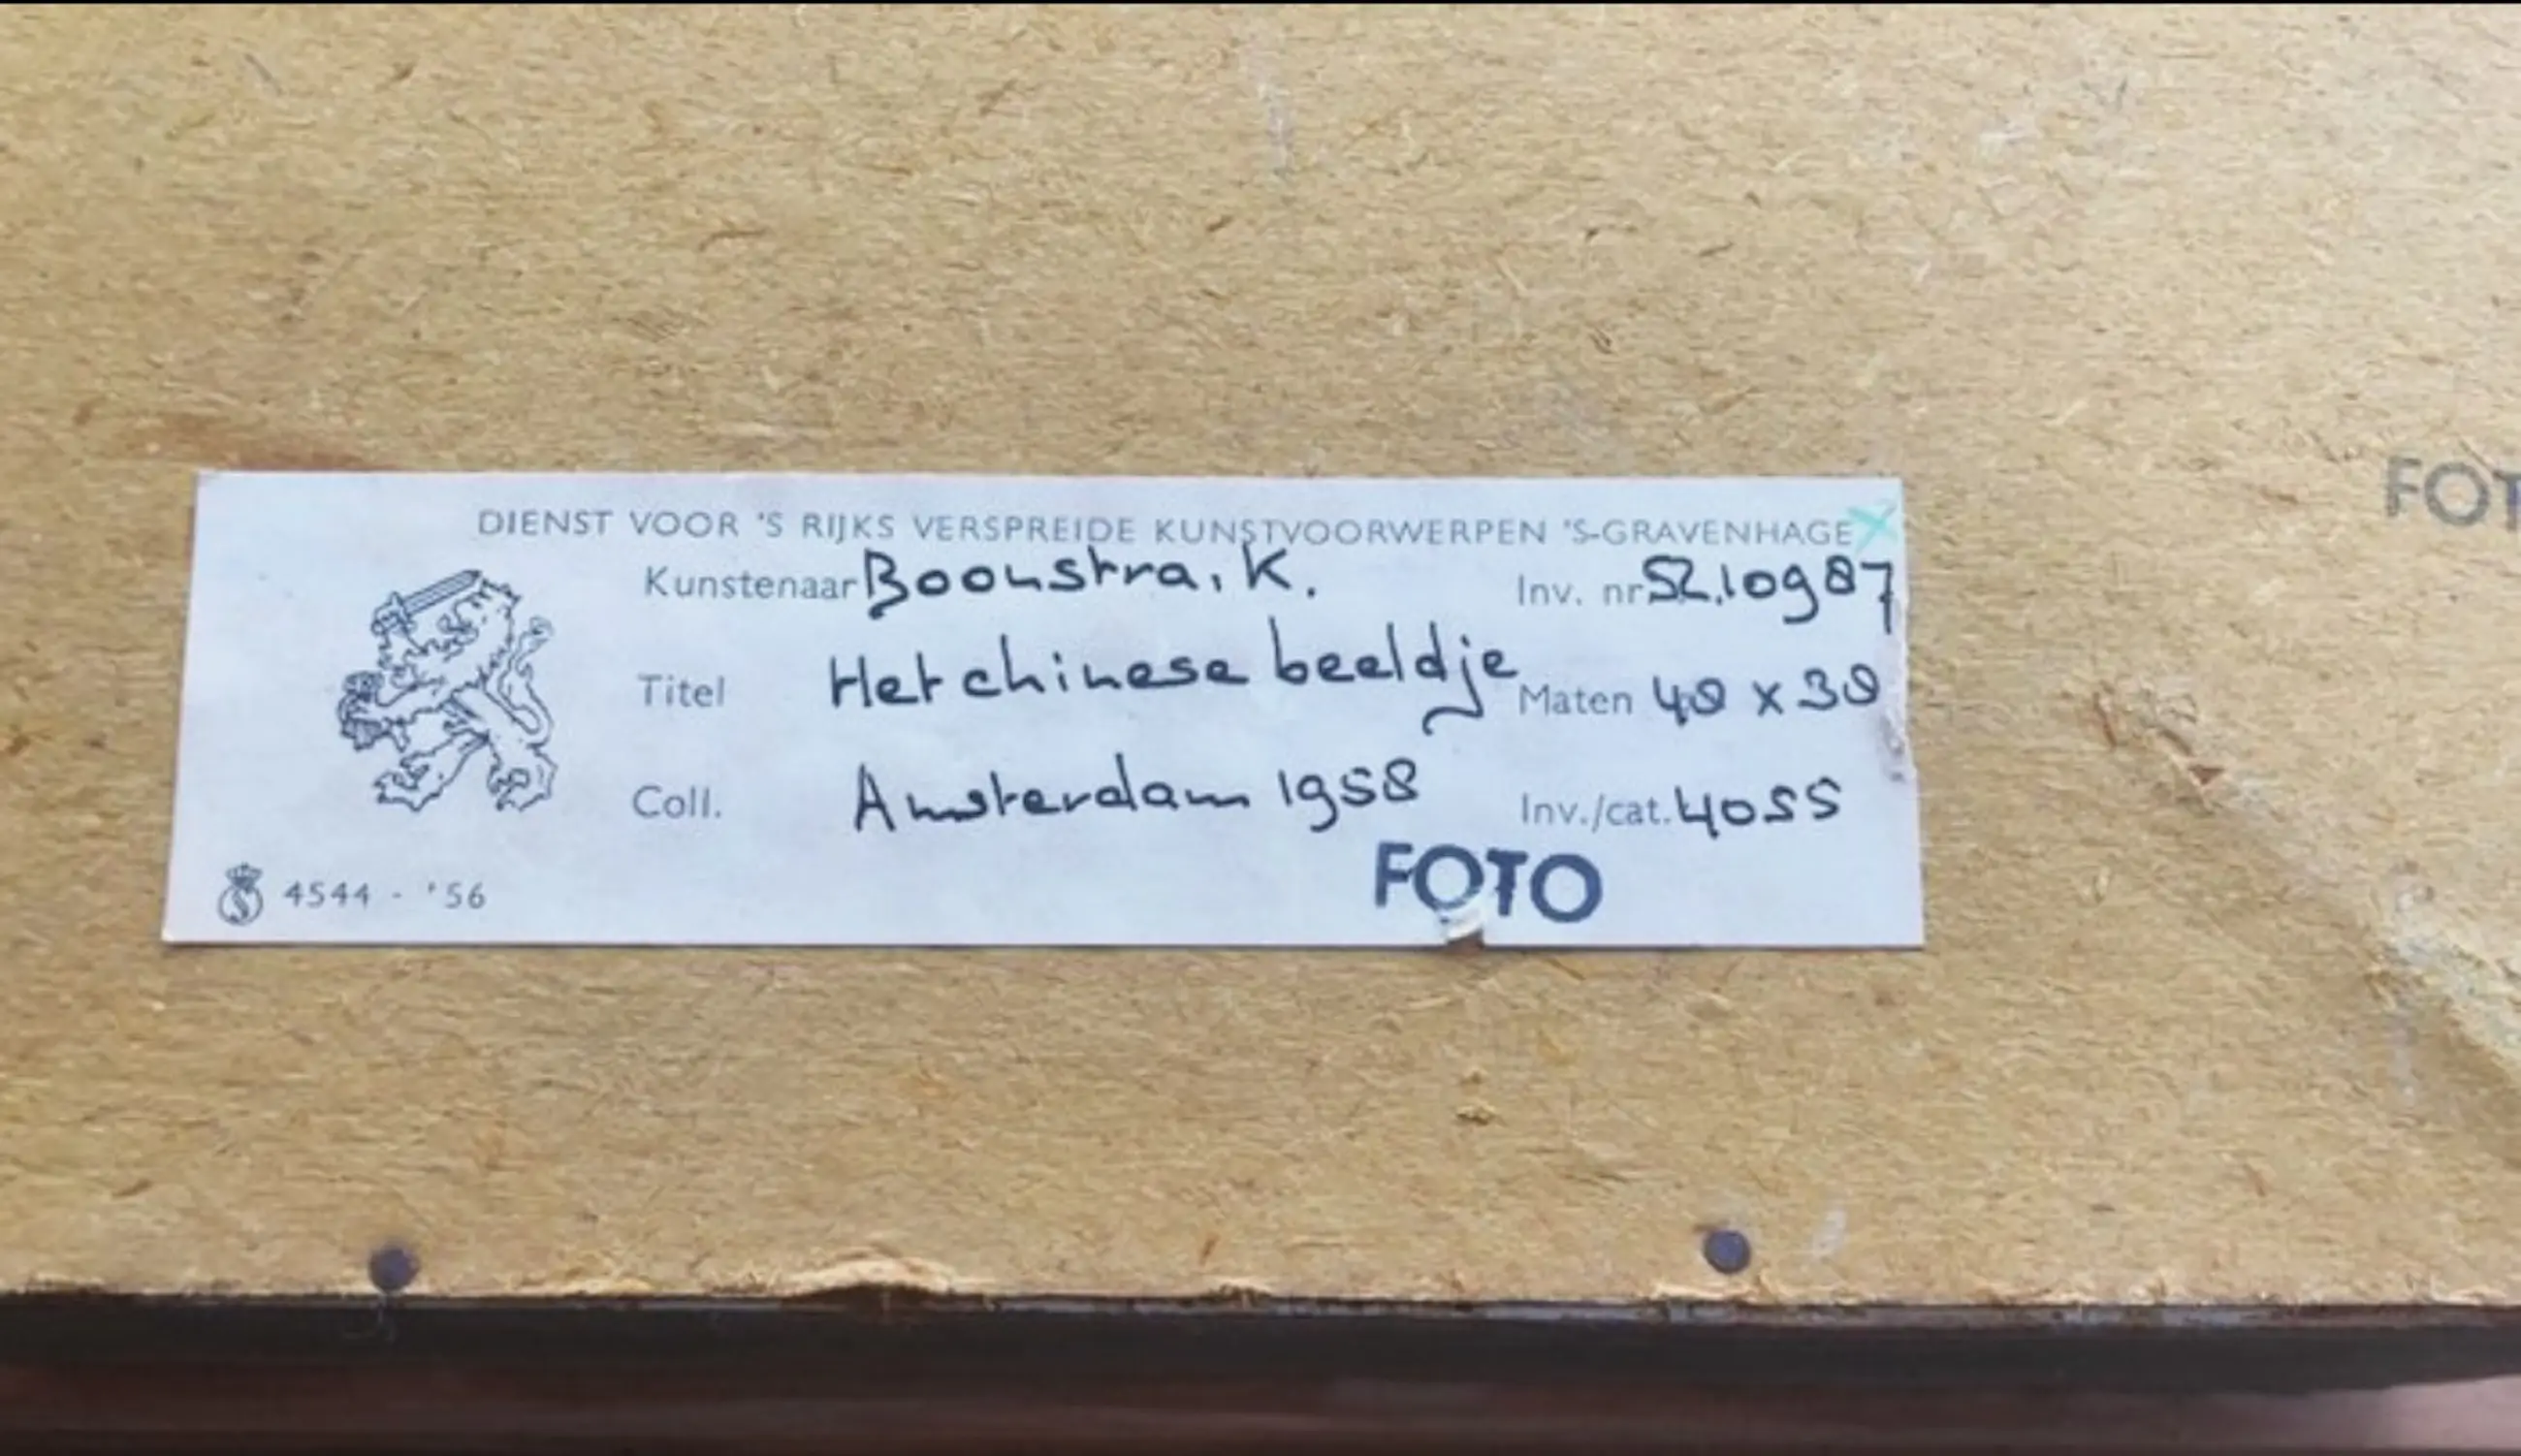 DIENST VOOR 'S RIJKS VERSPREIDE KUNSTVOORWERPEN 'S-GRAVENHAGE
Kunstenaar Boonstra, K. Inv. nr SZ.10987
Titel Het chinese beeldje Maten 40 x 30
Coll. Amsterdam 1958 Inv./cat. 4055
FOTO
4544 - '56
FOT